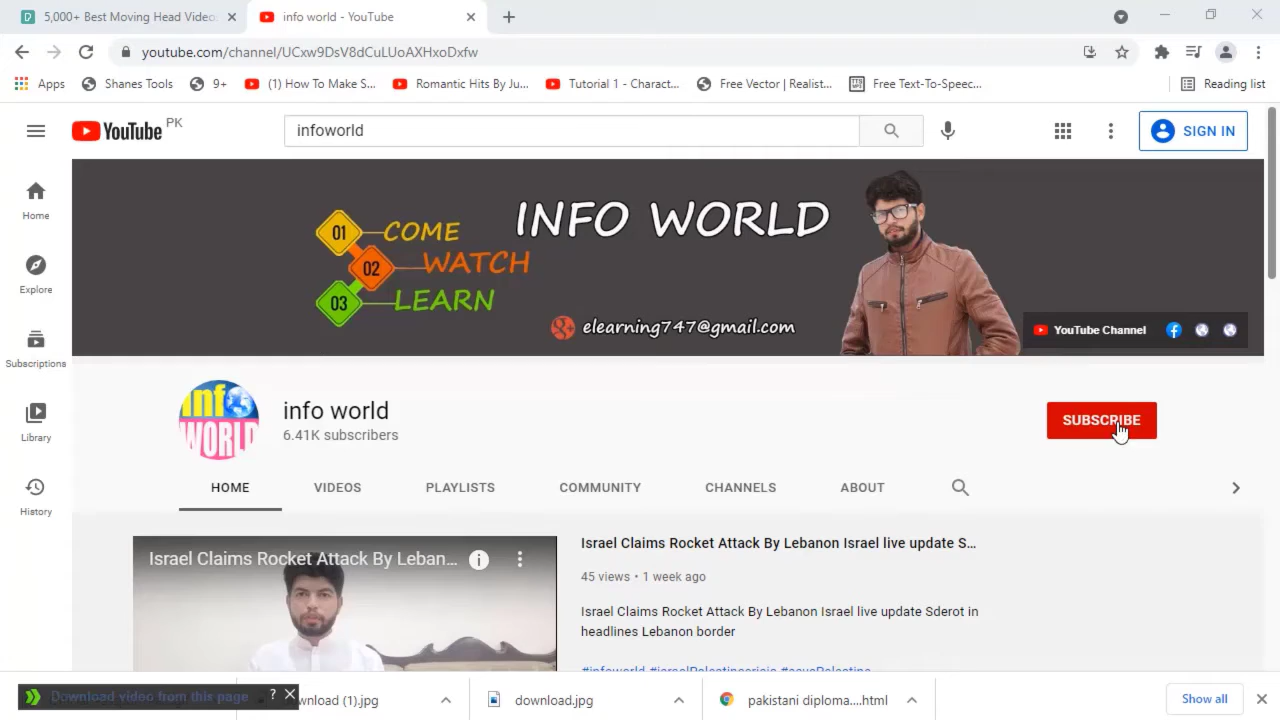 5,000+ Best Moving Head Video
info world - YouTube
youtube.com/channel/UCxw9DsV8dCuLUoAXHxoDxfw
Apps
Shanes Tools
9+
(1) How To Make S...
Romantic Hits By Ju...
Tutorial 1 - Charact...
Free Vector | Realist...
Free Text-To-Speec...
Reading list
YouTube PK
infoworld
SIGN IN
Home
Explore
Subscriptions
Library
History
INFO WORLD
01 COME
02 WATCH
03 LEARN
elearning747@gmail.com
YouTube Channel
info WORLD
info world
6.41K subscribers
SUBSCRIBE
HOME VIDEOS PLAYLISTS COMMUNITY CHANNELS ABOUT
Israel Claims Rocket Attack By Leban...
Israel Claims Rocket Attack By Lebanon Israel live update S...
45 views • 1 week ago
Israel Claims Rocket Attack By Lebanon Israel live update Sderot in
headlines Lebanon border
#infoworld #israelPalestinecrisis #savePalestine
Download video from this page
? 
wnload (1).jpg
download.jpg
pakistani diploma....html
Show all